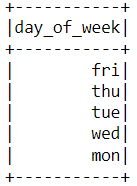 +-----------+
|day_of_week|
+-----------+
|        fri|
|        thu|
|        tue|
|        wed|
|        mon|
+-----------+